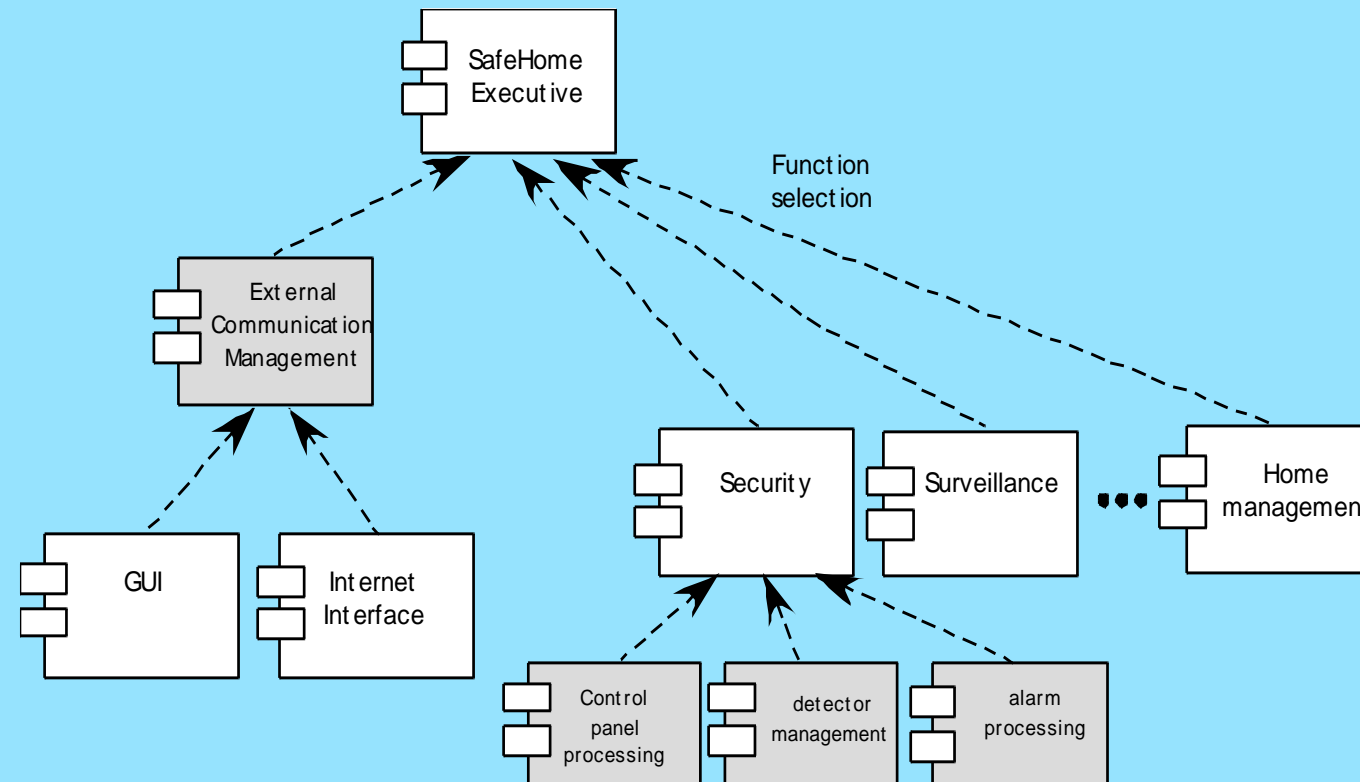 SafeHome
Executive
Function
selection
External
Communication
Management
Security
Surveillance
Home
managemen
GUI
Internet
Interface
Control
panel
processing
detector
management
alarm
processing